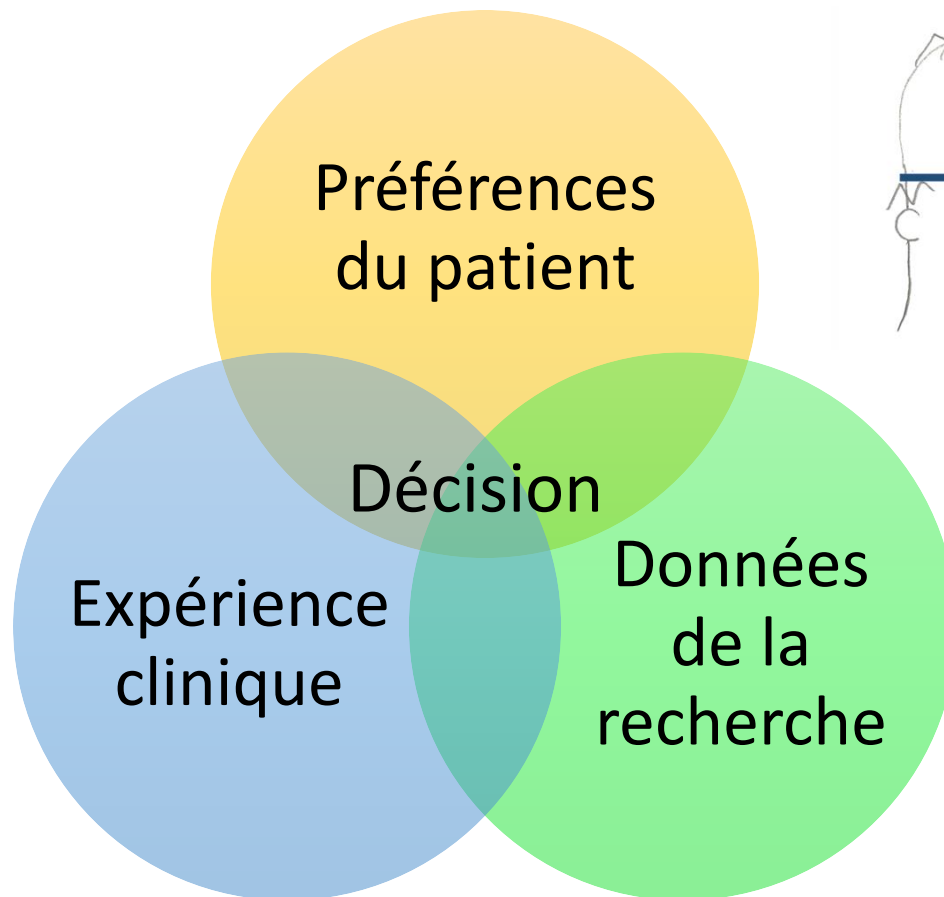 Préférences
du patient
Décision
Expérience
clinique
Données
de la
recherche